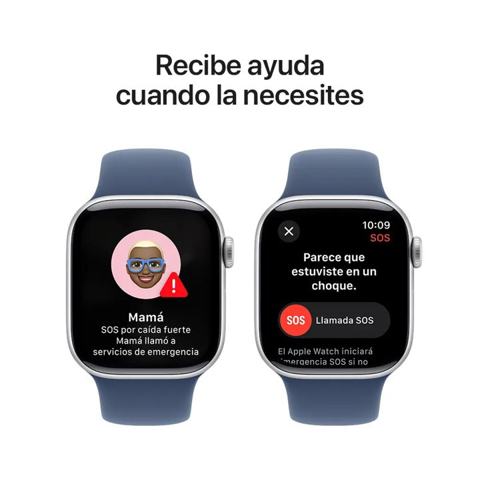 Recibe ayuda
cuando la necesites
Mamá
SOS por caída fuerte
Mamá llamó a
servicios de emergencia
10:09
SOS
Parece que
estuviste en un
choque.
SOS Llamada SOS
El Apple Watch iniciará
emergencia SOS si no